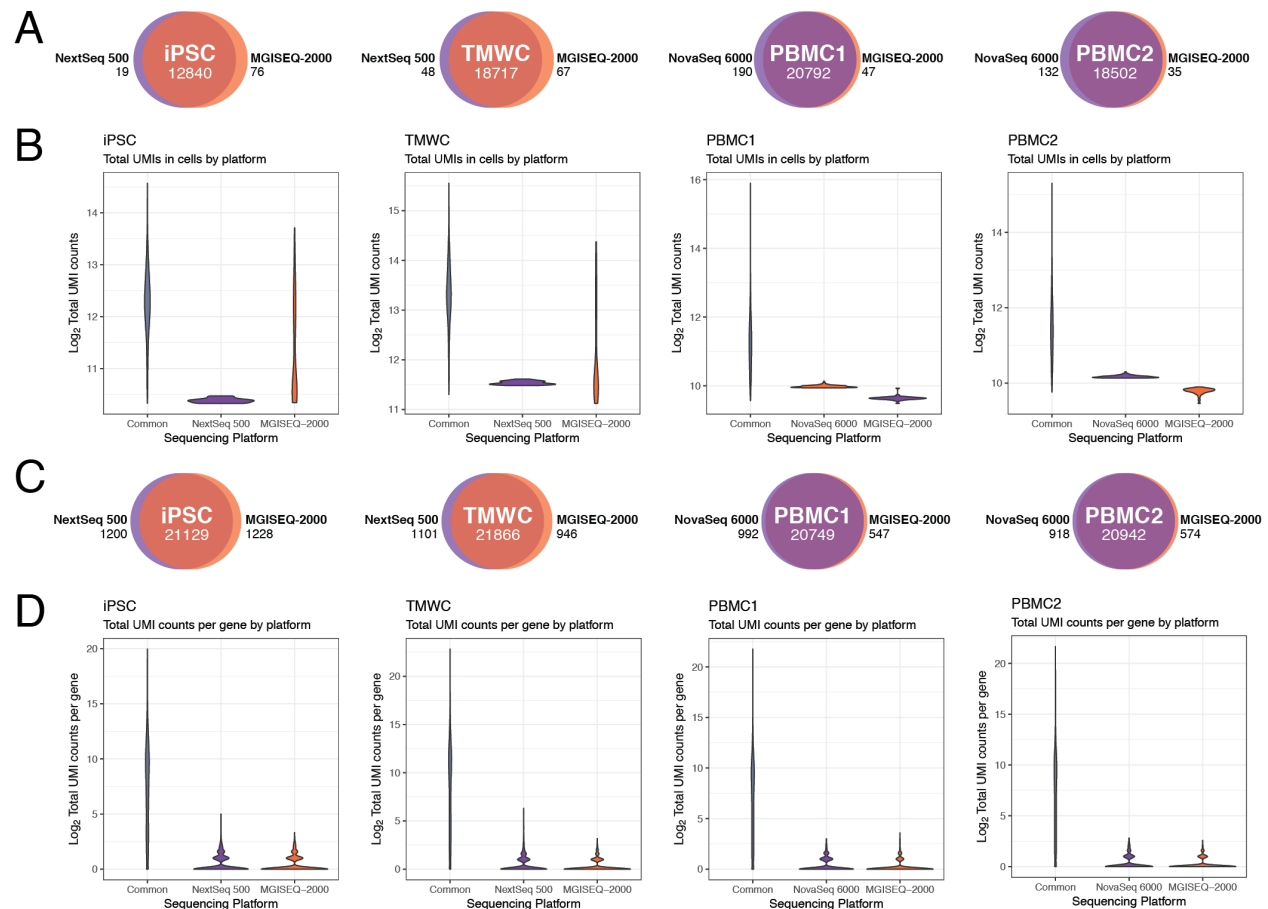 A
NextSeq 500
19
iPSC
12840
MGISEQ-2000
76
NextSeq 500
48
TMWC
18717
MGISEQ-2000
67
NovaSeq 6000
190
PBMC1
20792
MGISEQ-2000
47
NovaSeq 6000
132
PBMC2
18502
MGISEQ-2000
35
B
iPSC
Total UMIs in cells by platform
Log2 Total UMI counts
14
13
12
11
Common
NextSeq 500
MGISEQ-2000
Sequencing Platform
TMWC
Total UMIs in cells by platform
Log2 Total UMI counts
15
14
13
12
11
Common
NextSeq 500
MGISEQ-2000
Sequencing Platform
PBMC1
Total UMIs in cells by platform
Log2 Total UMI counts
16
14
12
10
Common
NovaSeq 6000
MGISEQ-2000
Sequencing Platform
PBMC2
Total UMIs in cells by platform
Log2 Total UMI counts
14
12
10
Common
NovaSeq 6000
MGISEQ-2000
Sequencing Platform
C
NextSeq 500
1200
iPSC
21129
MGISEQ-2000
1228
NextSeq 500
1101
TMWC
21866
MGISEQ-2000
946
NovaSeq 6000
992
PBMC1
20749
MGISEQ-2000
547
NovaSeq 6000
918
PBMC2
20942
MGISEQ-2000
574
D
iPSC
Total UMI counts per gene by platform
Log2 Total UMI counts per gene
20
15
10
5
0
Common
NextSeq 500
MGISEQ-2000
Sequencing Platform
TMWC
Total UMI counts per gene by platform
Log2 Total UMI counts per gene
20
15
10
5
0
Common
NextSeq 500
MGISEQ-2000
Sequencing Platform
PBMC1
Total UMI counts per gene by platform
Log2 Total UMI counts per gene
20
15
10
5
0
Common
NovaSeq 6000
MGISEQ-2000
Sequencing Platform
PBMC2
Total UMI counts per gene by platform
Log2 Total UMI counts per gene
20
15
10
5
0
Common
NovaSeq 6000
MGISEQ-2000
Sequencing Platform